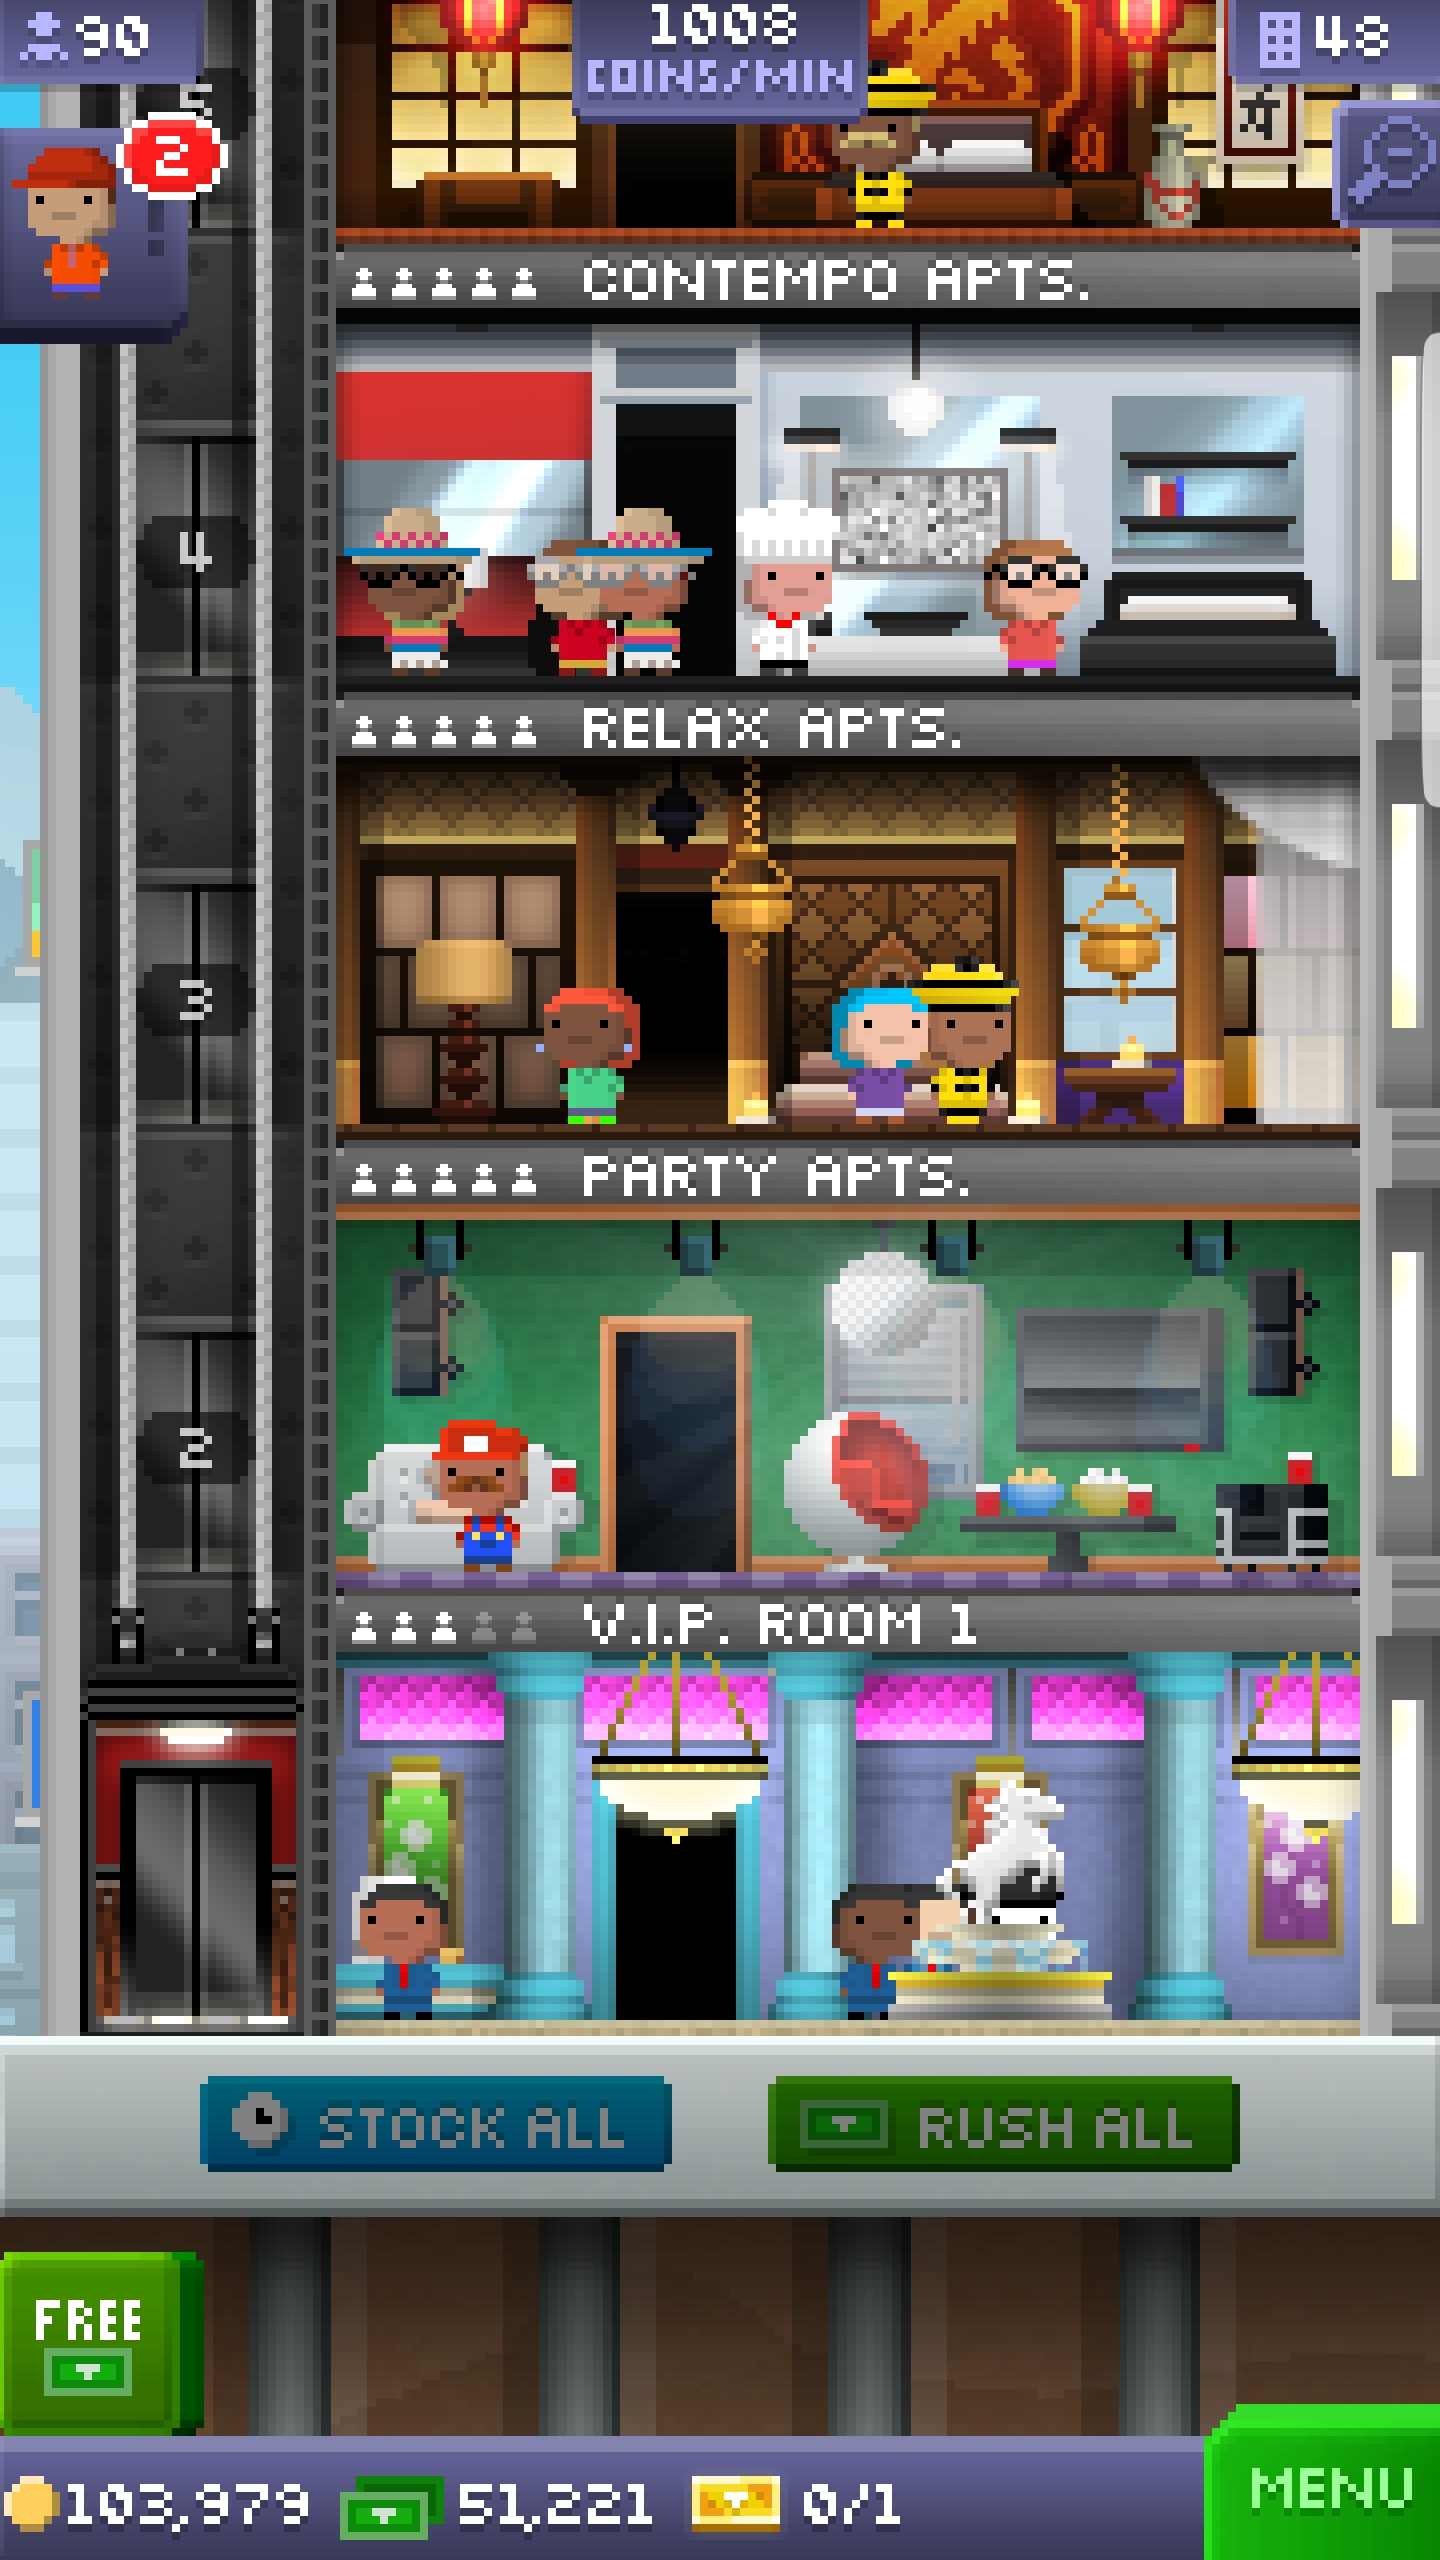 90
1008
COINS/MIN
48
5
2
CONTEMPO APTS.
4
RELAX APTS.
3
PARTY APTS.
2
V.I.P. ROOM 1
STOCK ALL
RUSH ALL
FREE
103,979
51,221
0/1
MENU